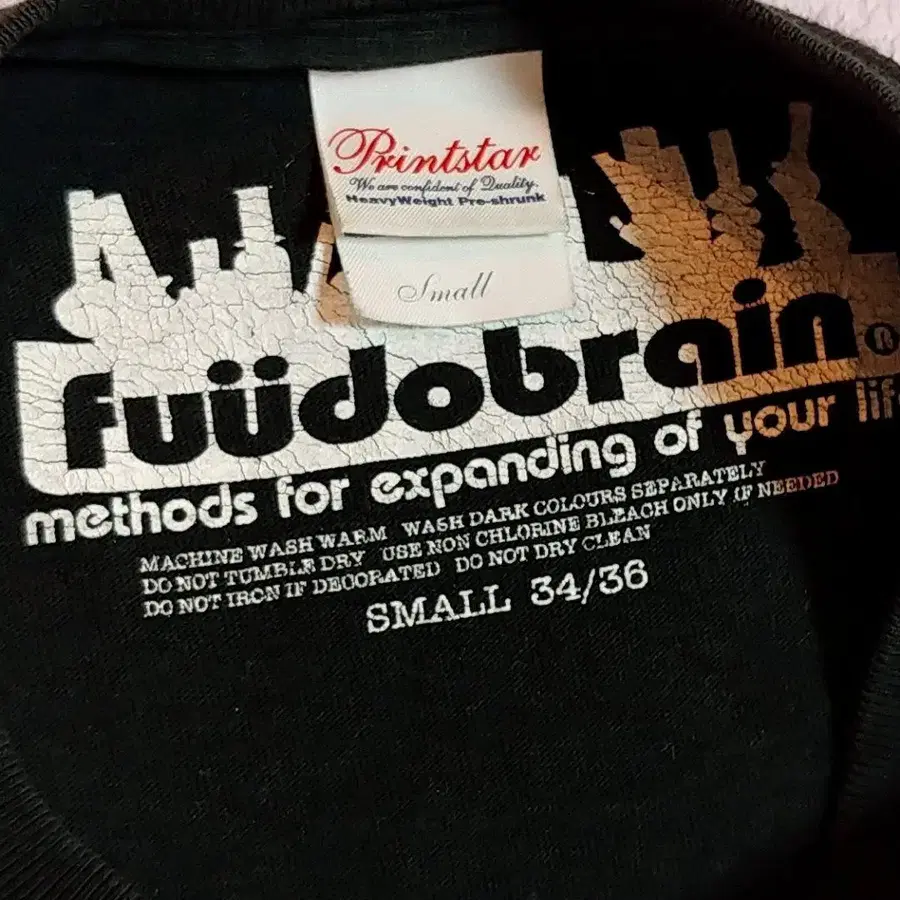 Printstar
We are confident of Quality.
HeavyWeight Pre-shrunk
Small
fuüdobrain®
methods for expanding of your life
MACHINE WASH WARM WASH DARK COLOURS SEPARATELY
DO NOT TUMBLE DRY USE NON CHLORINE BLEACH ONLY IF NEEDED
DO NOT IRON IF DECORATED DO NOT DRY CLEAN
SMALL 34/36